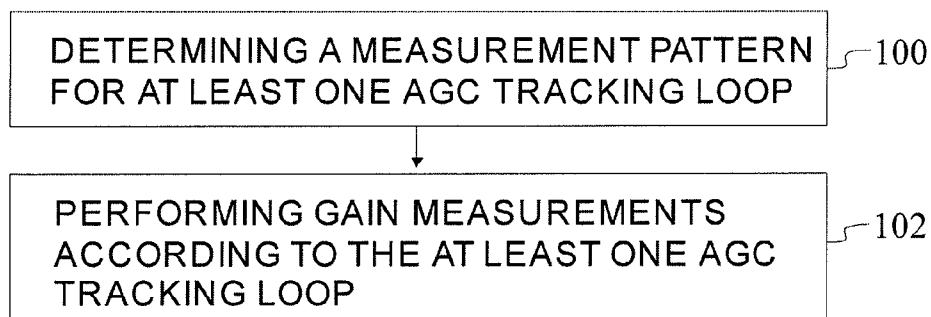 DETERMINING A MEASUREMENT PATTERN
FOR AT LEAST ONE AGC TRACKING LOOP
100
PERFORMING GAIN MEASUREMENTS
ACCORDING TO THE AT LEAST ONE AGC
TRACKING LOOP
102